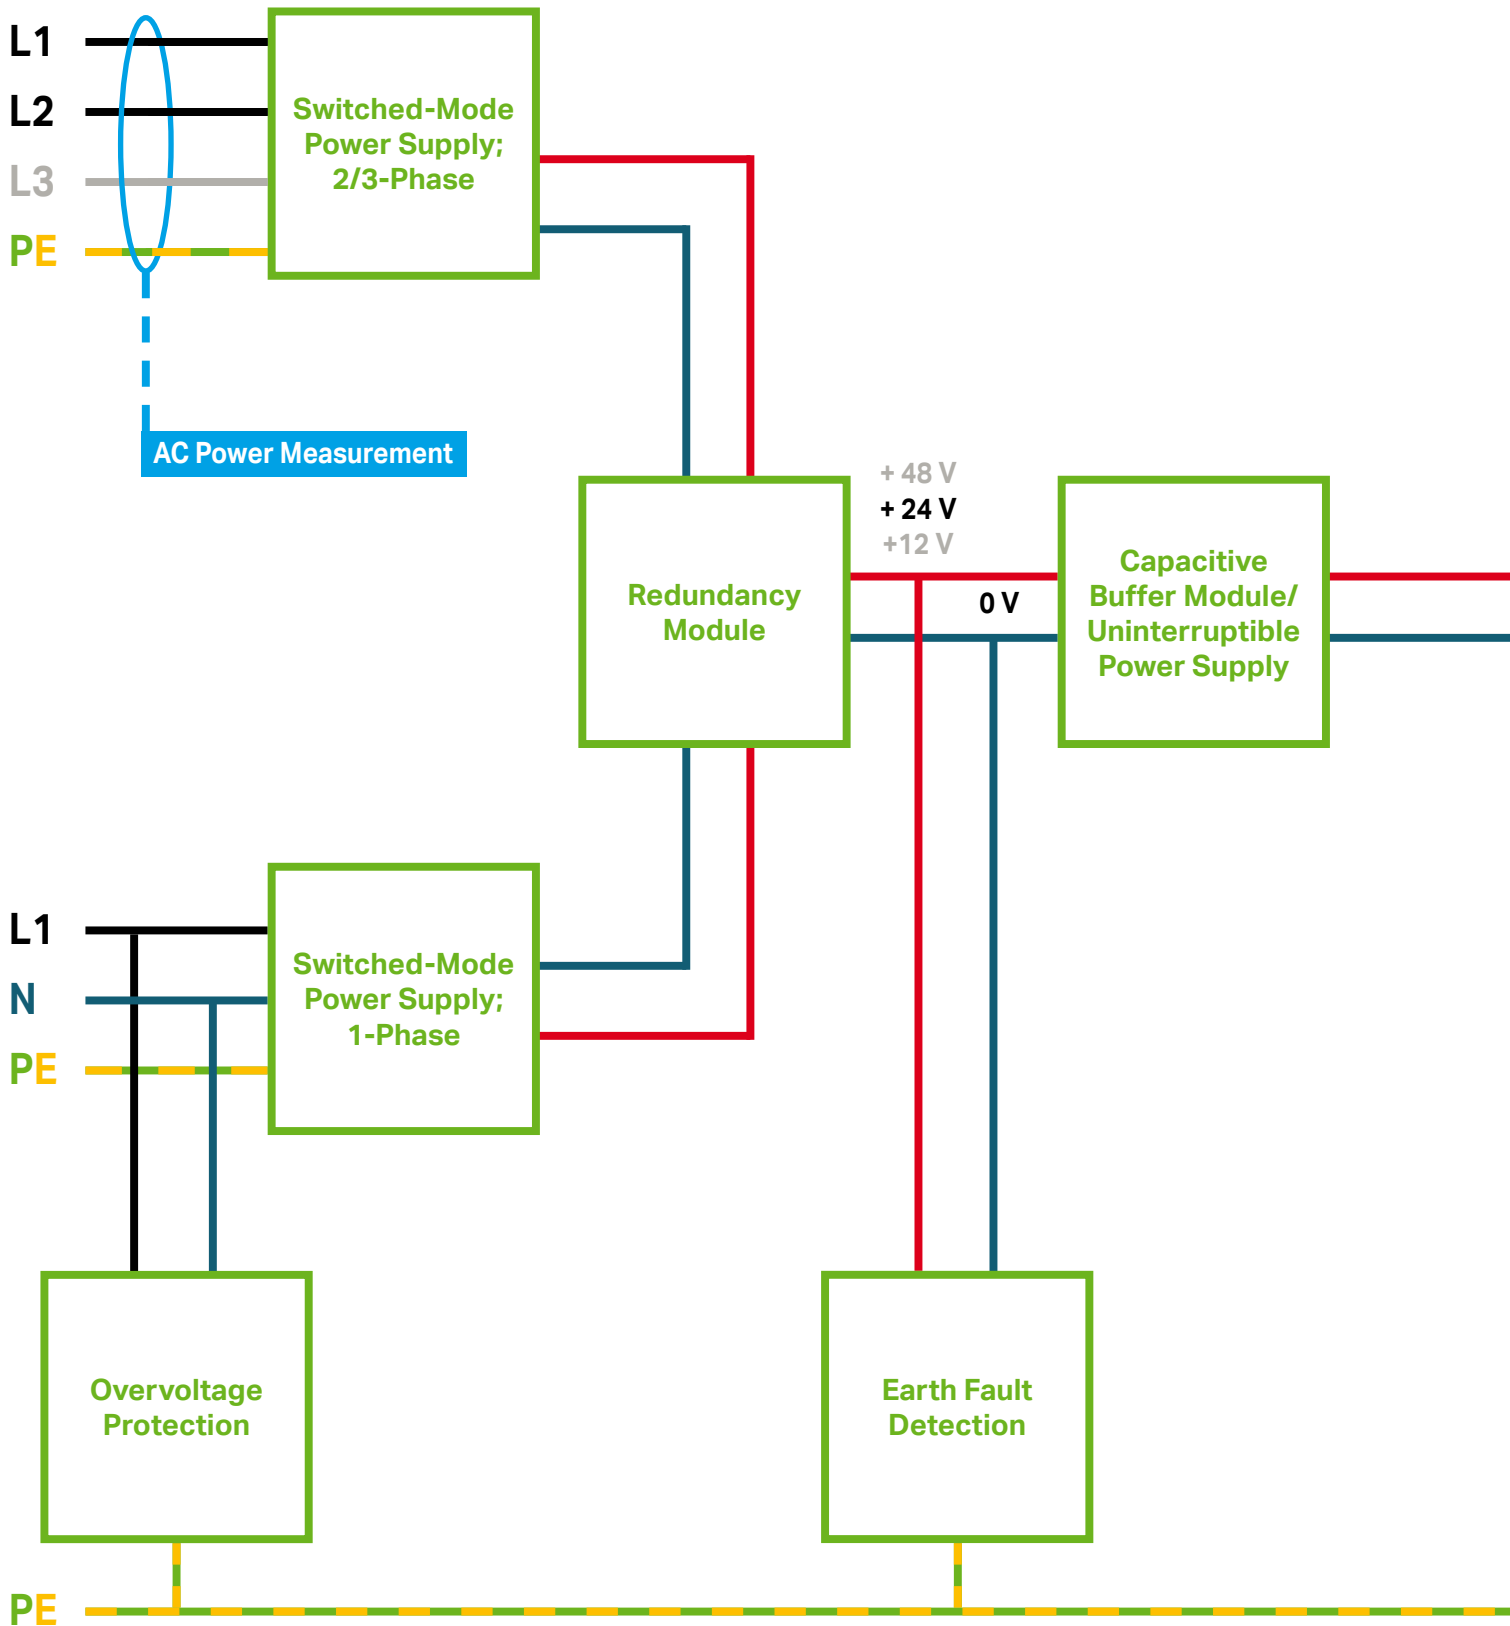 L1
L2
L3
PE
Switched-Mode
Power Supply;
2/3-Phase
AC Power Measurement
+ 48 V
+ 24 V
+12 V
0 V
Redundancy
Module
Capacitive
Buffer Module/
Uninterruptible
Power Supply
L1
N
PE
Switched-Mode
Power Supply;
1-Phase
Overvoltage
Protection
Earth Fault
Detection
PE